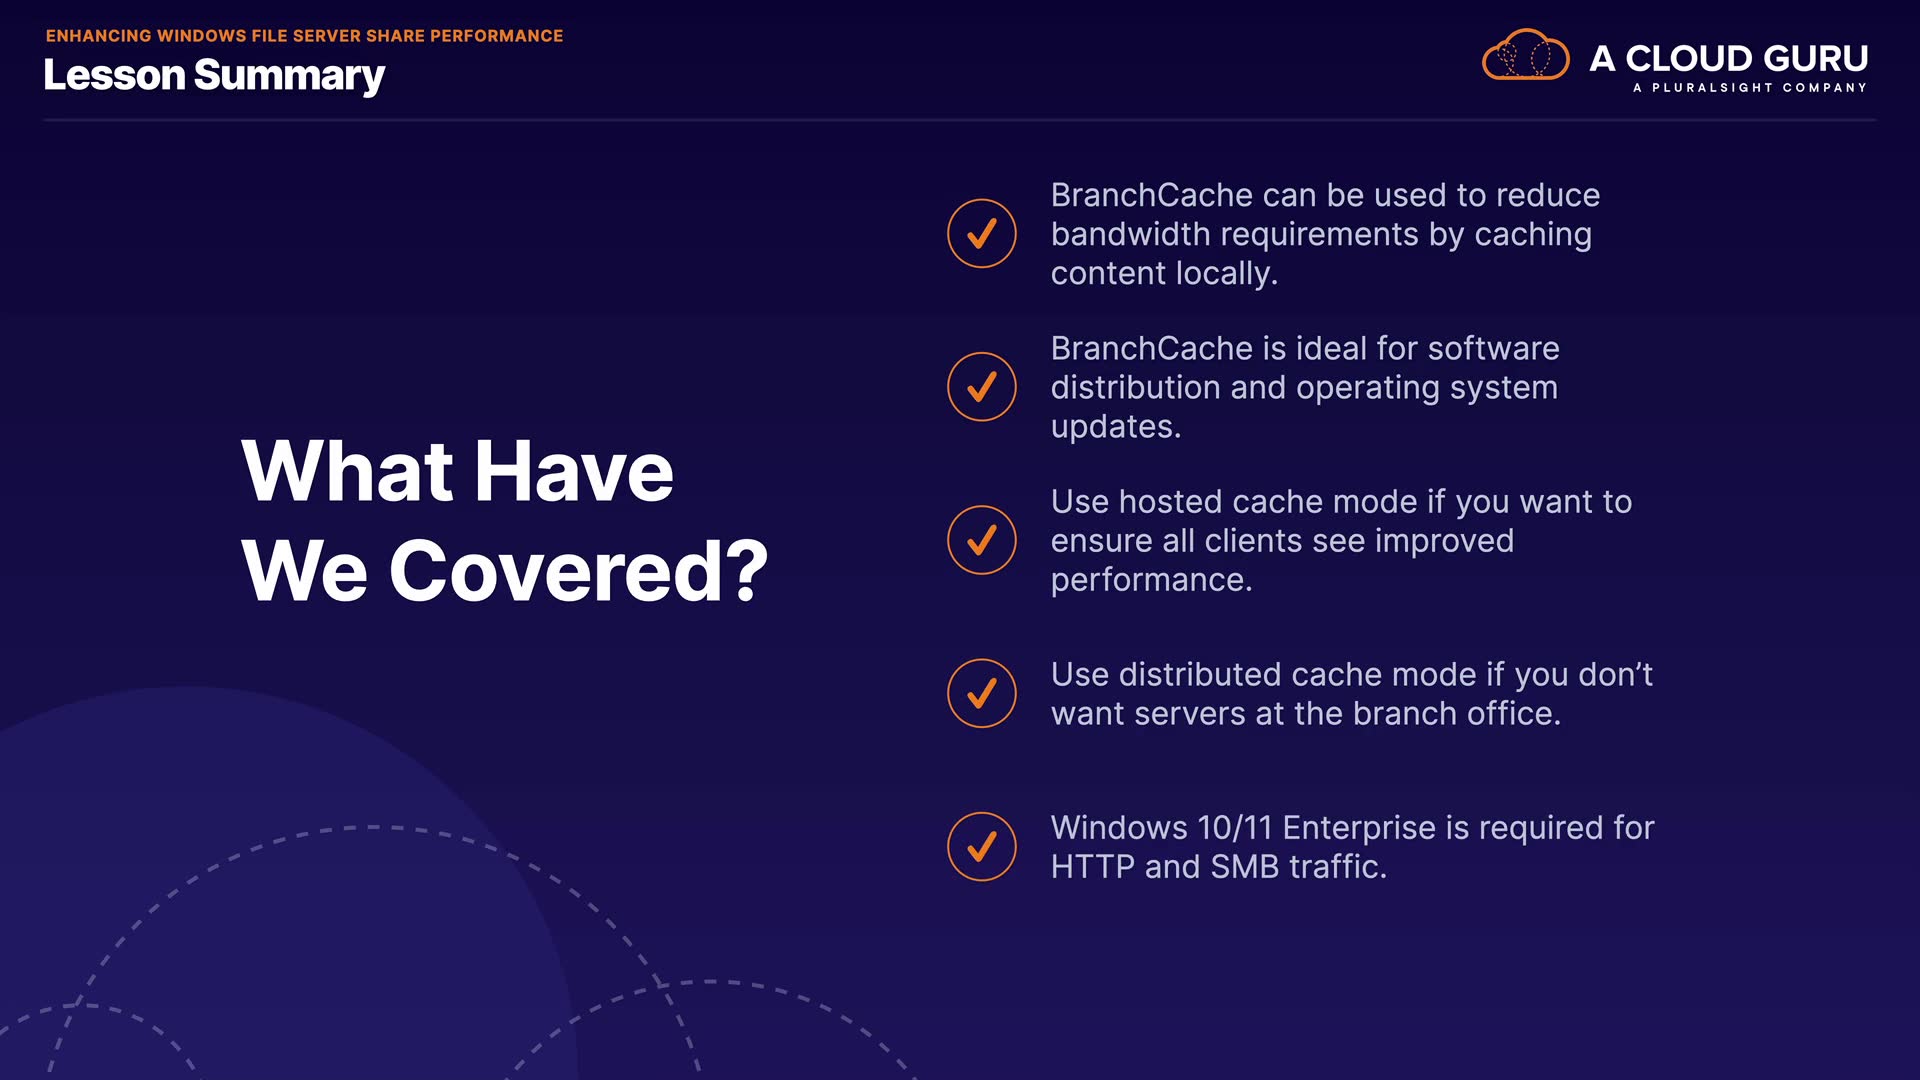 ENHANCING WINDOWS FILE SERVER SHARE PERFORMANCE
Lesson Summary
A CLOUD GURU
A PLURALSIGHT COMPANY
What Have
We Covered?
BranchCache can be used to reduce
bandwidth requirements by caching
content locally.
BranchCache is ideal for software
distribution and operating system
updates.
Use hosted cache mode if you want to
ensure all clients see improved
performance.
Use distributed cache mode if you don’t
want servers at the branch office.
Windows 10/11 Enterprise is required for
HTTP and SMB traffic.